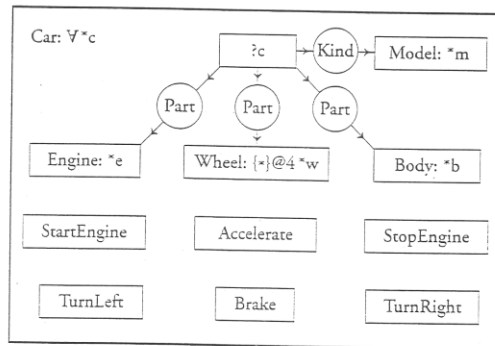 Car: ∀*c
?c
Kind
Model: *m
Part
Part
Part
Engine: *e
Wheel: {*}@4 *w
Body: *b
StartEngine
Accelerate
StopEngine
TurnLeft
Brake
TurnRight